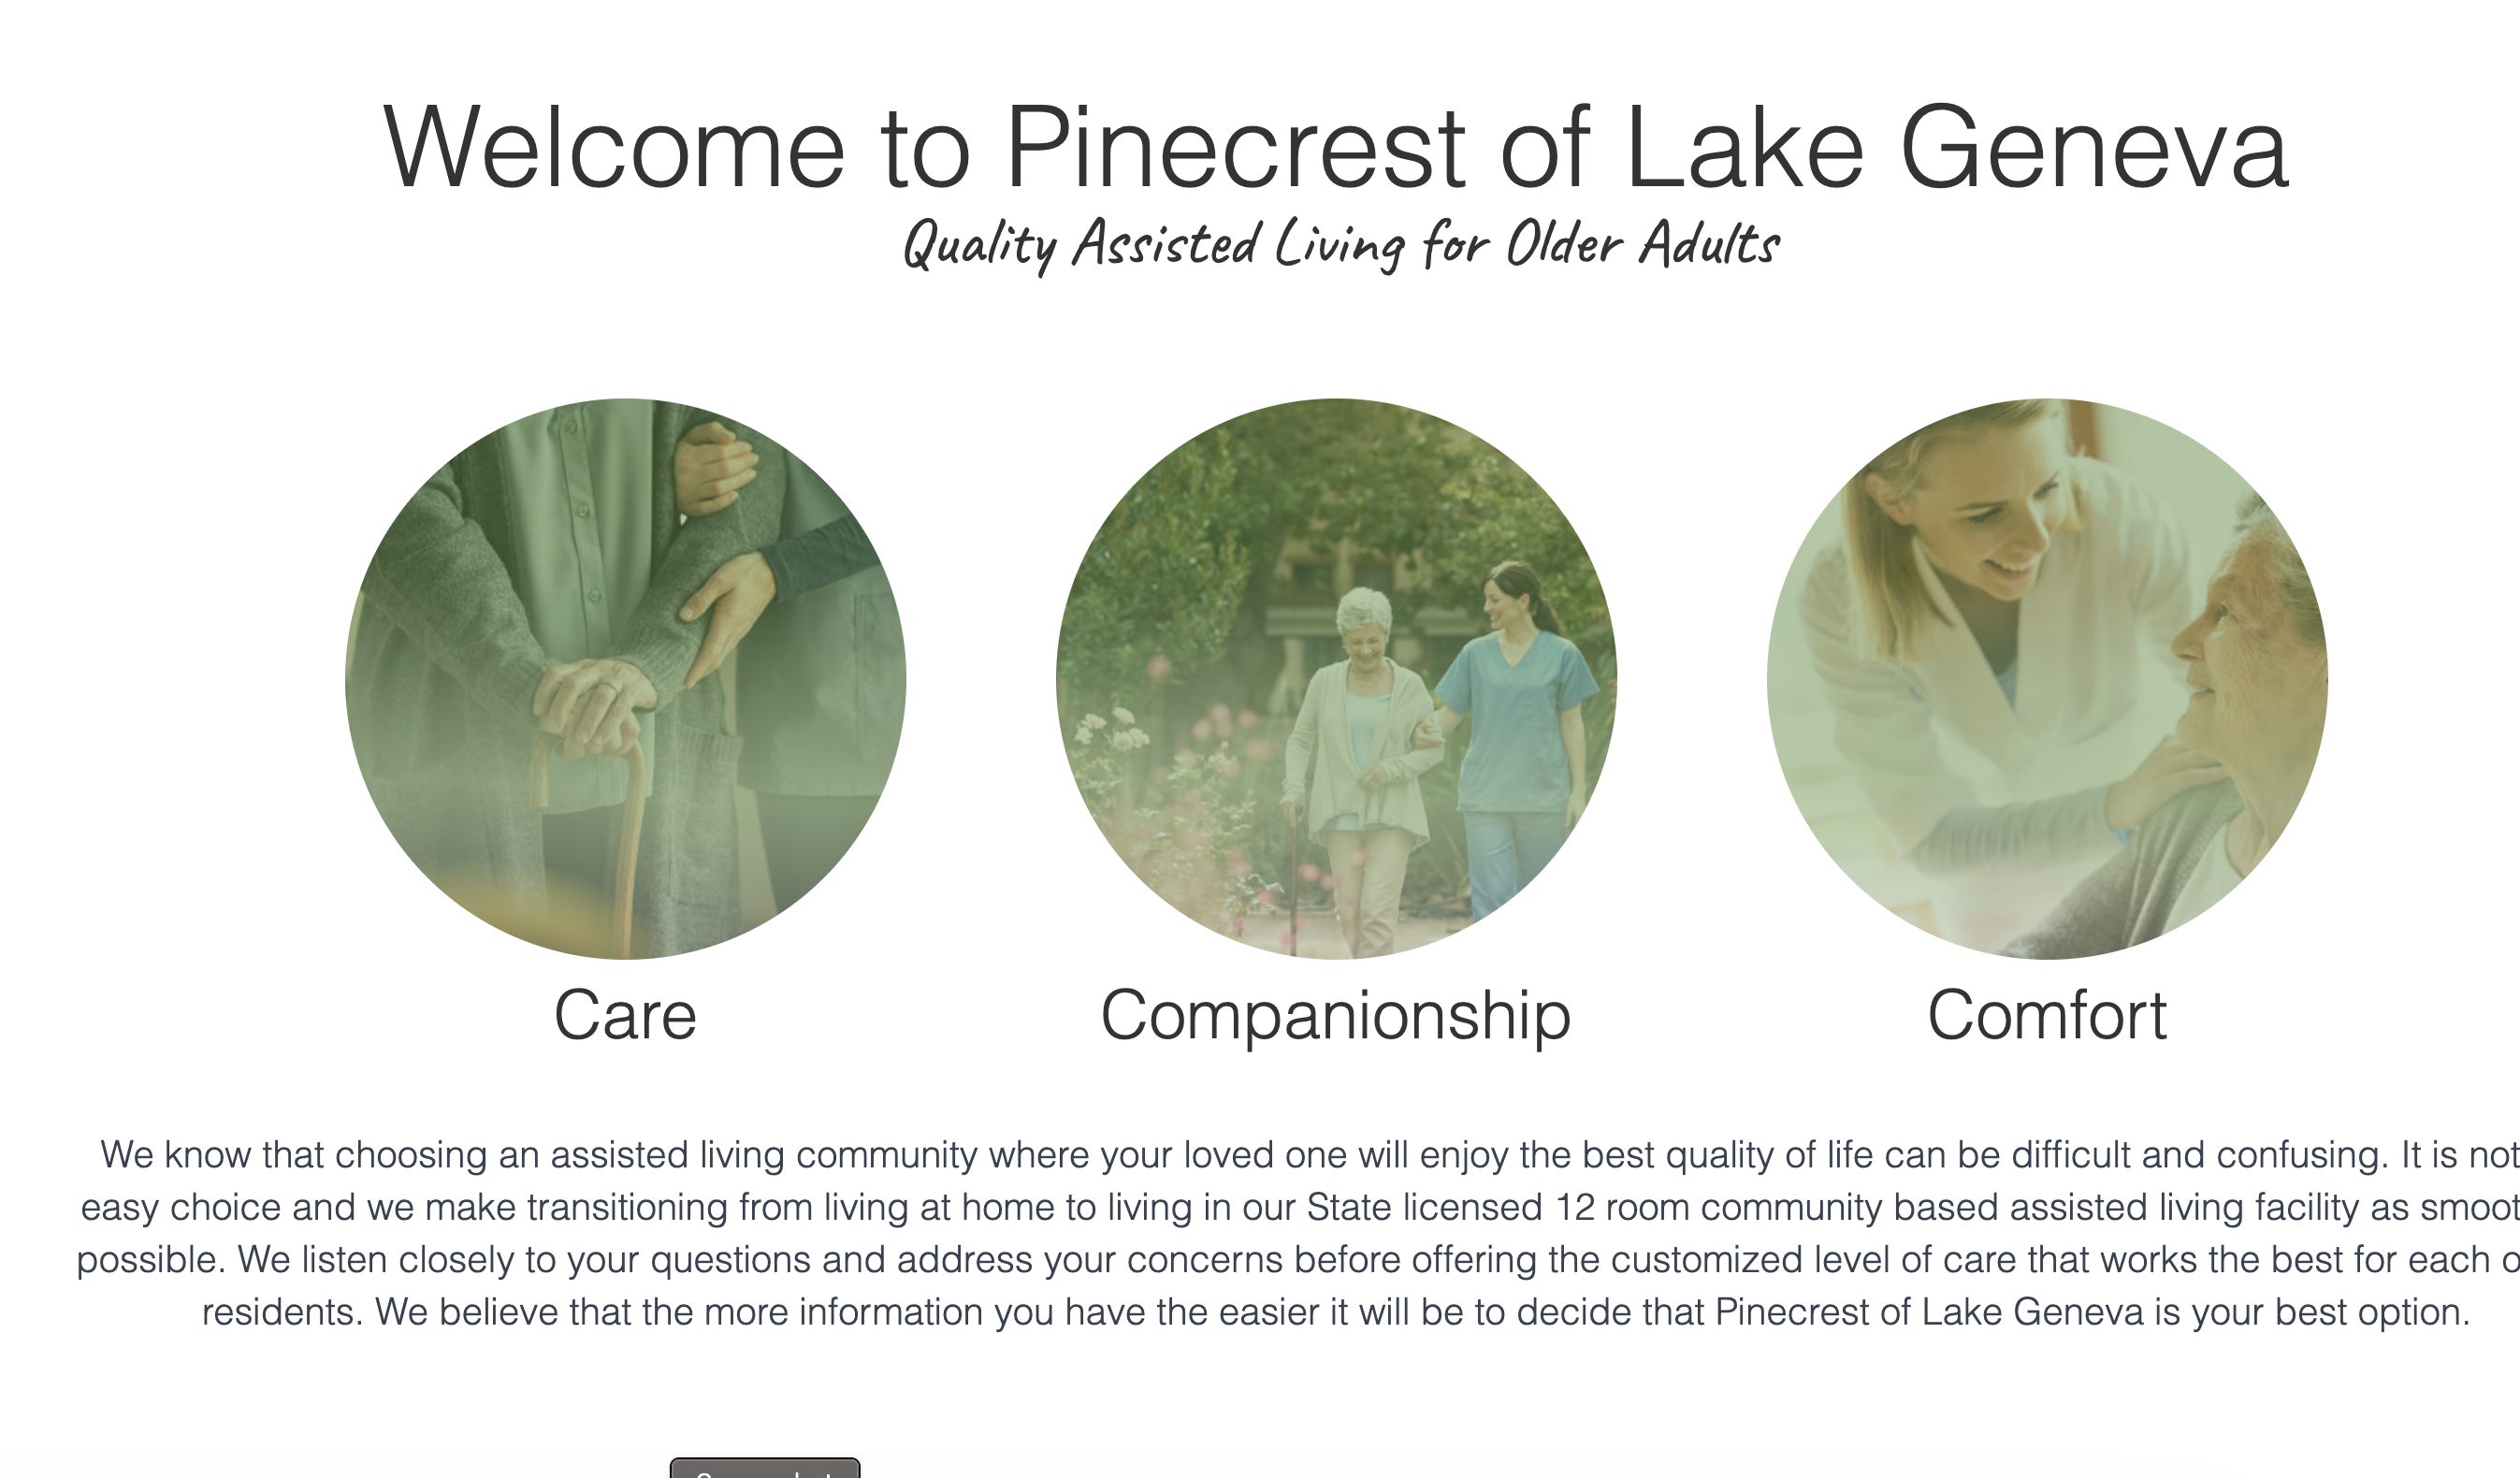 Welcome to Pinecrest of Lake Geneva
Quality Assisted Living for Older Adults
Care
Companionship
Comfort
We know that choosing an assisted living community where your loved one will enjoy the best quality of life can be difficult and confusing. It is not
easy choice and we make transitioning from living at home to living in our State licensed 12 room community based assisted living facility as
possible. We listen closely to your questions and address your concerns before offering the customized level of care that works the best for each
residents. We believe that the more information you have the easier it will be to decide that Pinecrest of Lake Geneva is your best option.